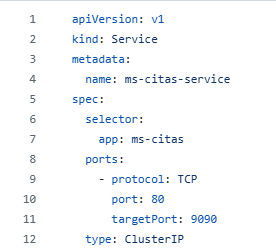 1 apiVersion: v1
2 kind: Service
3 metadata:
4   name: ms-citas-service
5 spec:
6   selector:
7     app: ms-citas
8   ports:
9     - protocol: TCP
10       port: 80
11       targetPort: 9090
12   type: ClusterIP